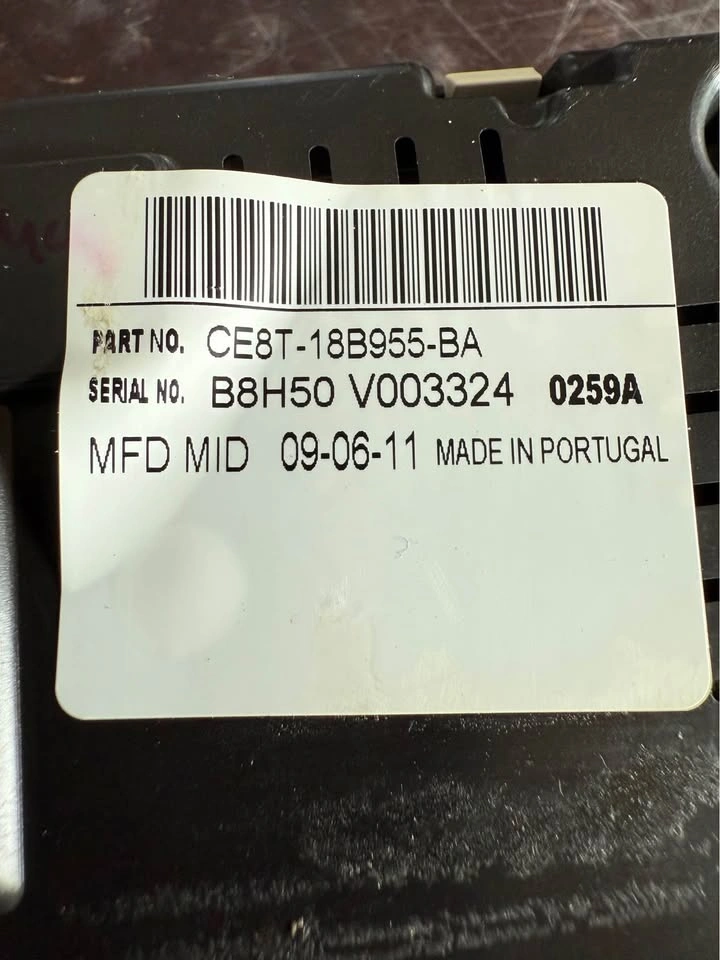 PART NO. CE8T-18B955-BA
SERIAL NO. B8H50 V003324 0259A
MFD MID 09-06-11 MADE IN PORTUGAL